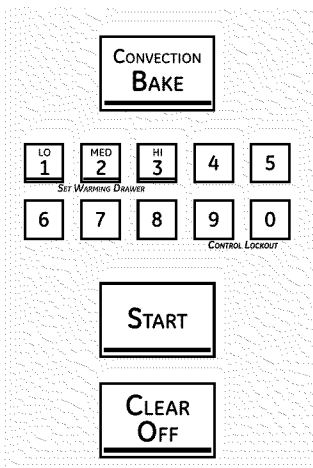 CONVECTION
BAKE
LO MED HI
1 2 3 4 5
SET WARMING DRAWER
6 7 8 9 0
CONTROL LOCKOUT
START
CLEAR
OFF